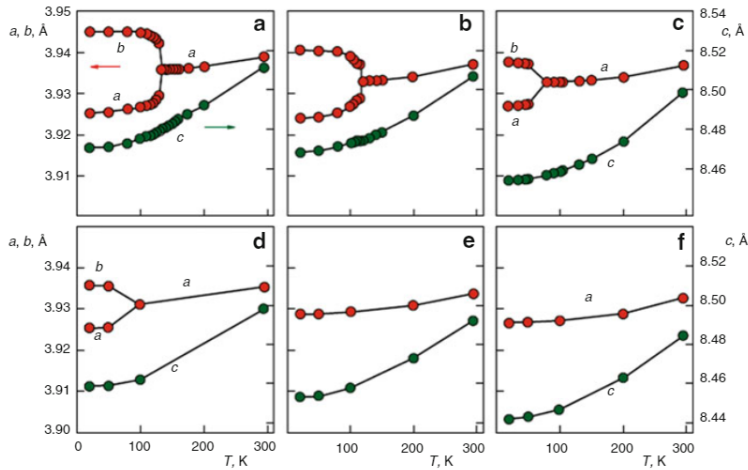 3.95
a
b
c
8.54
a, b, Å
c, Å
b
a
b
3.94
8.52
3.93
a
8.50
a
3.92
c
8.48
3.91
c
8.46
a, b, Å
d
e
f
c, Å
8.52
3.94
b
a
a
8.50
3.93
a
8.48
3.92
c
8.46
3.91
c
8.44
3.90
0 100 200 300
0 100 200 300
0 100 200 300
T, K
T, K
T, K